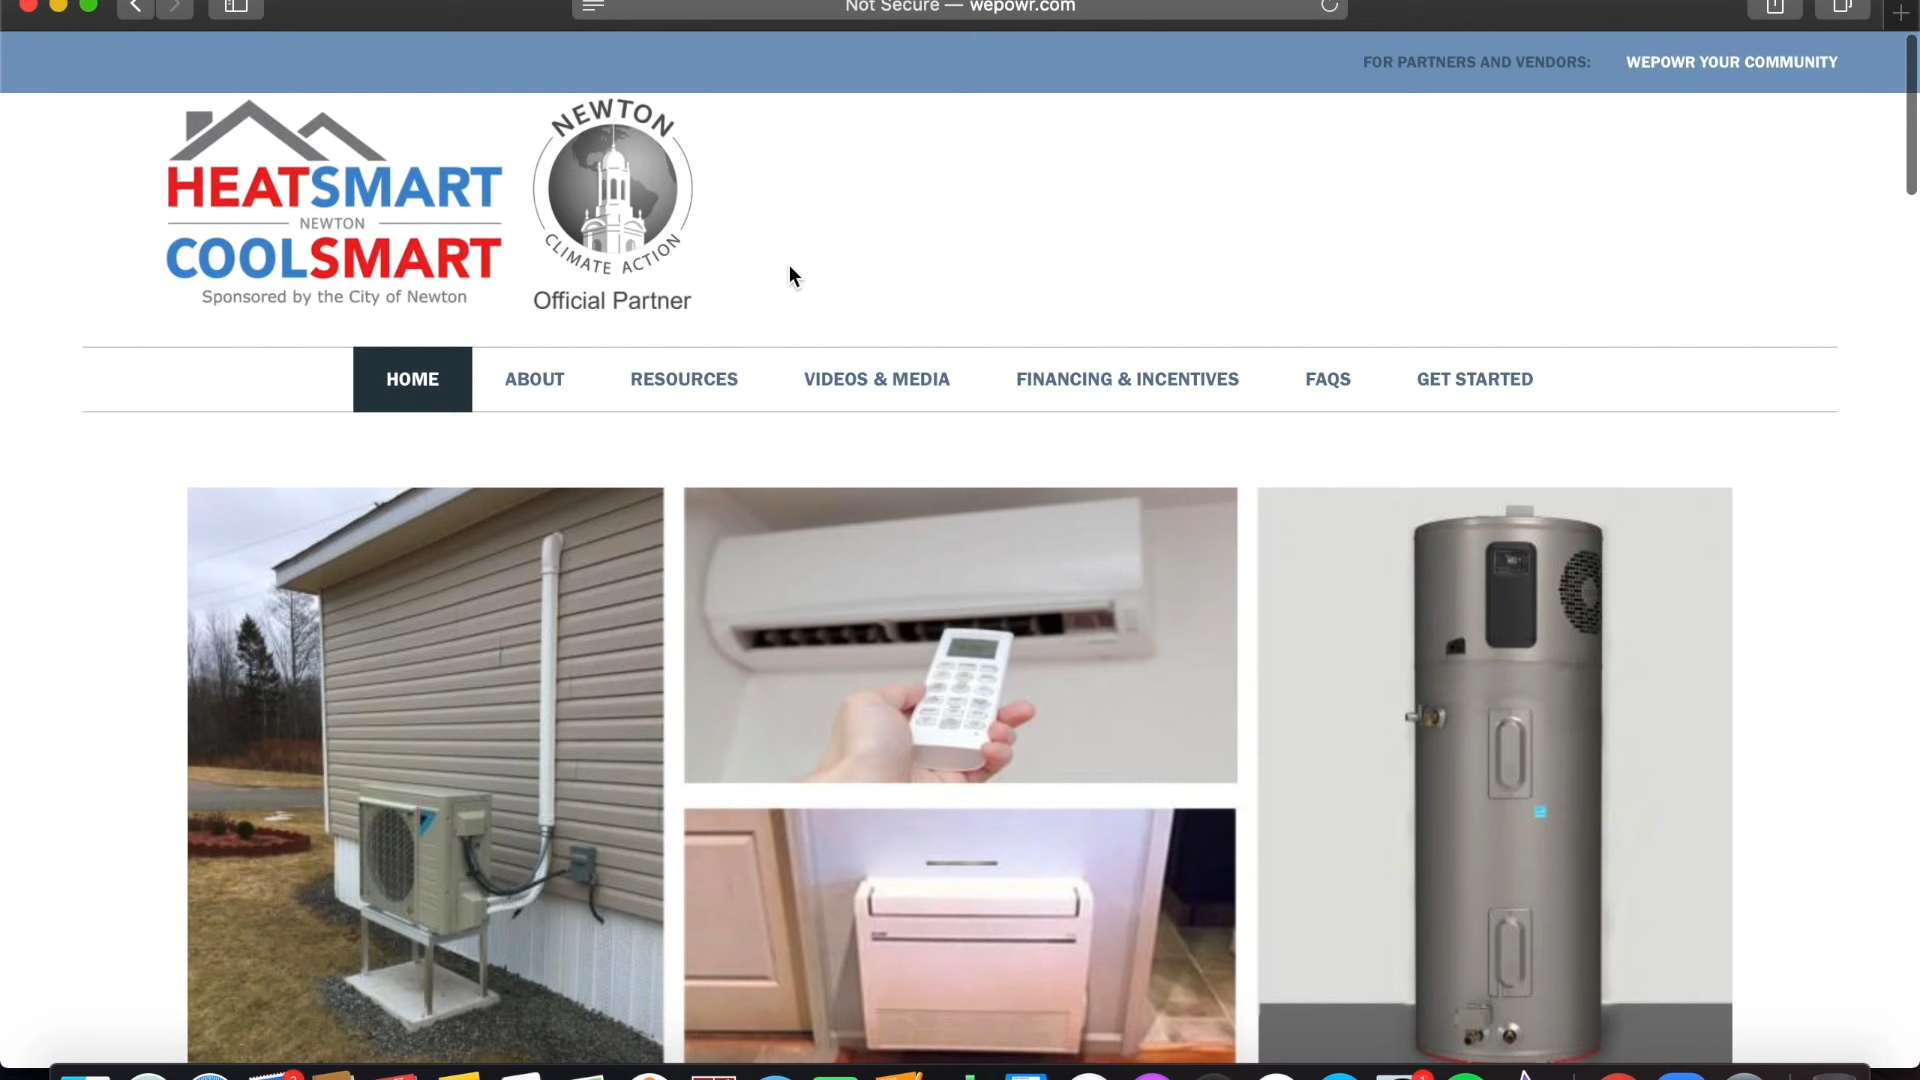 Not Secure — wepowr.com
FOR PARTNERS AND VENDORS:
WEPOWR YOUR COMMUNITY
HEATSMART
NEWTON
COOLSMART
Sponsored by the City of Newton
NEWTON
CLIMATE ACTION
Official Partner
HOME
ABOUT
RESOURCES
VIDEOS & MEDIA
FINANCING & INCENTIVES
FAQS
GET STARTED